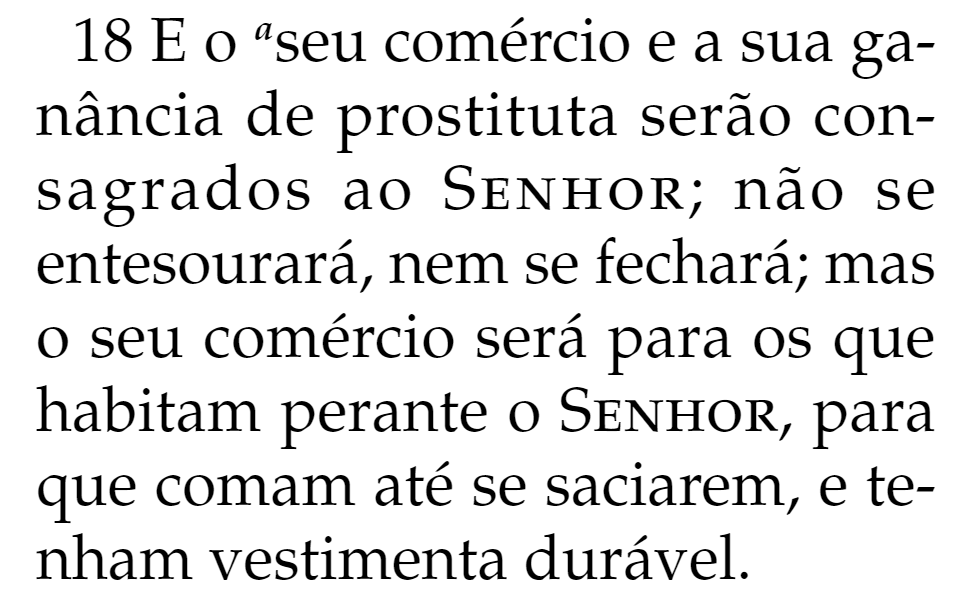 18 E o ªseu comércio e a sua ga-
nância de prostituta serão con-
sagrados ao SENHOR; não se
entesourará, nem se fechará; mas
o seu comércio será para os que
habitam perante o SENHOR, para
que comam até se saciarem, e te-
nham vestimenta durável.